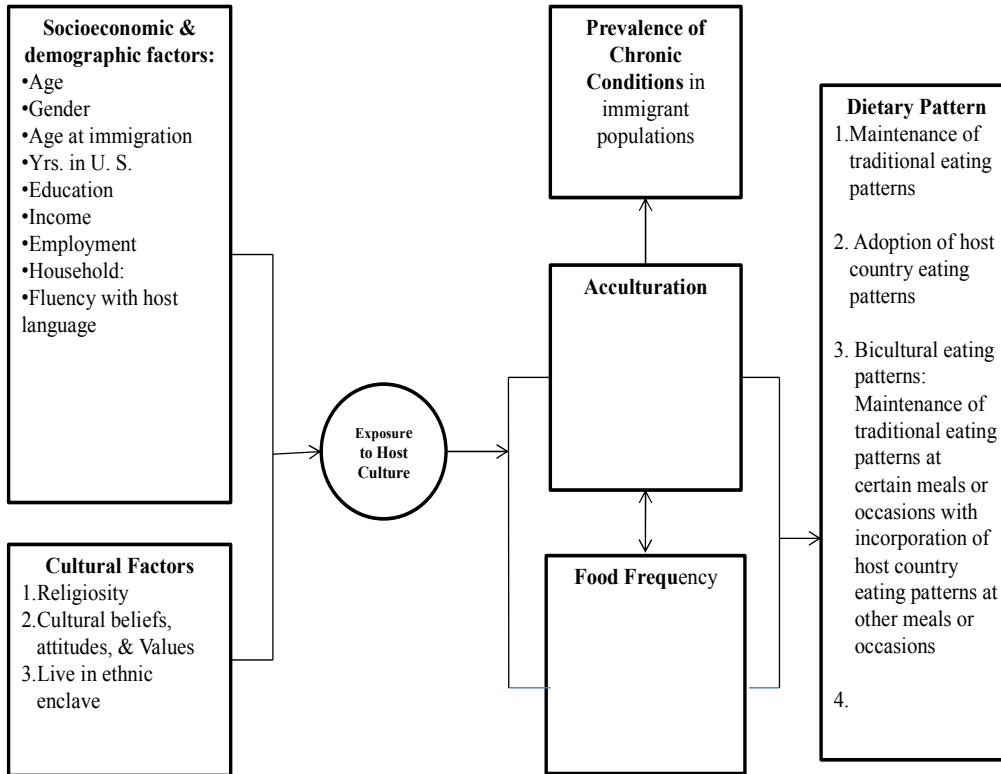 Socioeconomic &
demographic factors:
•Age
•Gender
•Age at immigration
•Yrs. in U. S.
•Education
•Income
•Employment
•Household:
•Fluency with host
language
Cultural Factors
1.Religiosity
2.Cultural beliefs,
attitudes, & Values
3.Live in ethnic
enclave
Exposure
to Host
Culture
Prevalence of
Chronic
Conditions in
immigrant
populations
Acculturation
Food Frequency
Dietary Pattern
1.Maintenance of
traditional eating
patterns
2. Adoption of host
country eating
patterns
3. Bicultural eating
patterns:
Maintenance of
traditional eating
patterns at
certain meals or
occasions with
incorporation of
host country
eating patterns at
other meals or
occasions
4.